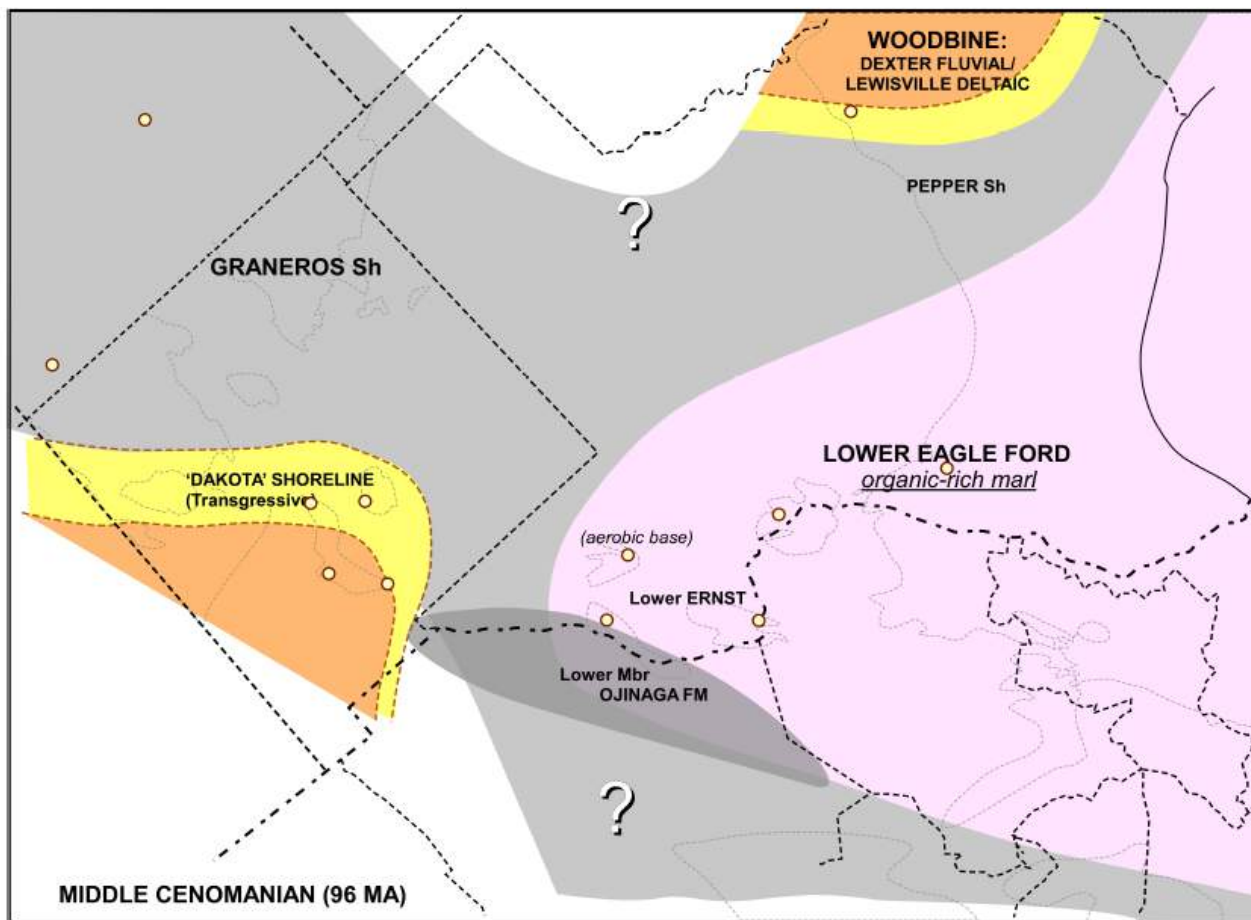 WOODBINE:
DEXTER FLUVIAL/
LEWISVILLE DELTAIC
PEPPER Sh
?
GRANEROS Sh
'DAKOTA' SHORELINE
(Transgressive)
LOWER EAGLE FORD
organic-rich marl
(aerobic base)
Lower ERNST
Lower Mbr
OJINAGA FM
?
MIDDLE CENOMANIAN (96 MA)